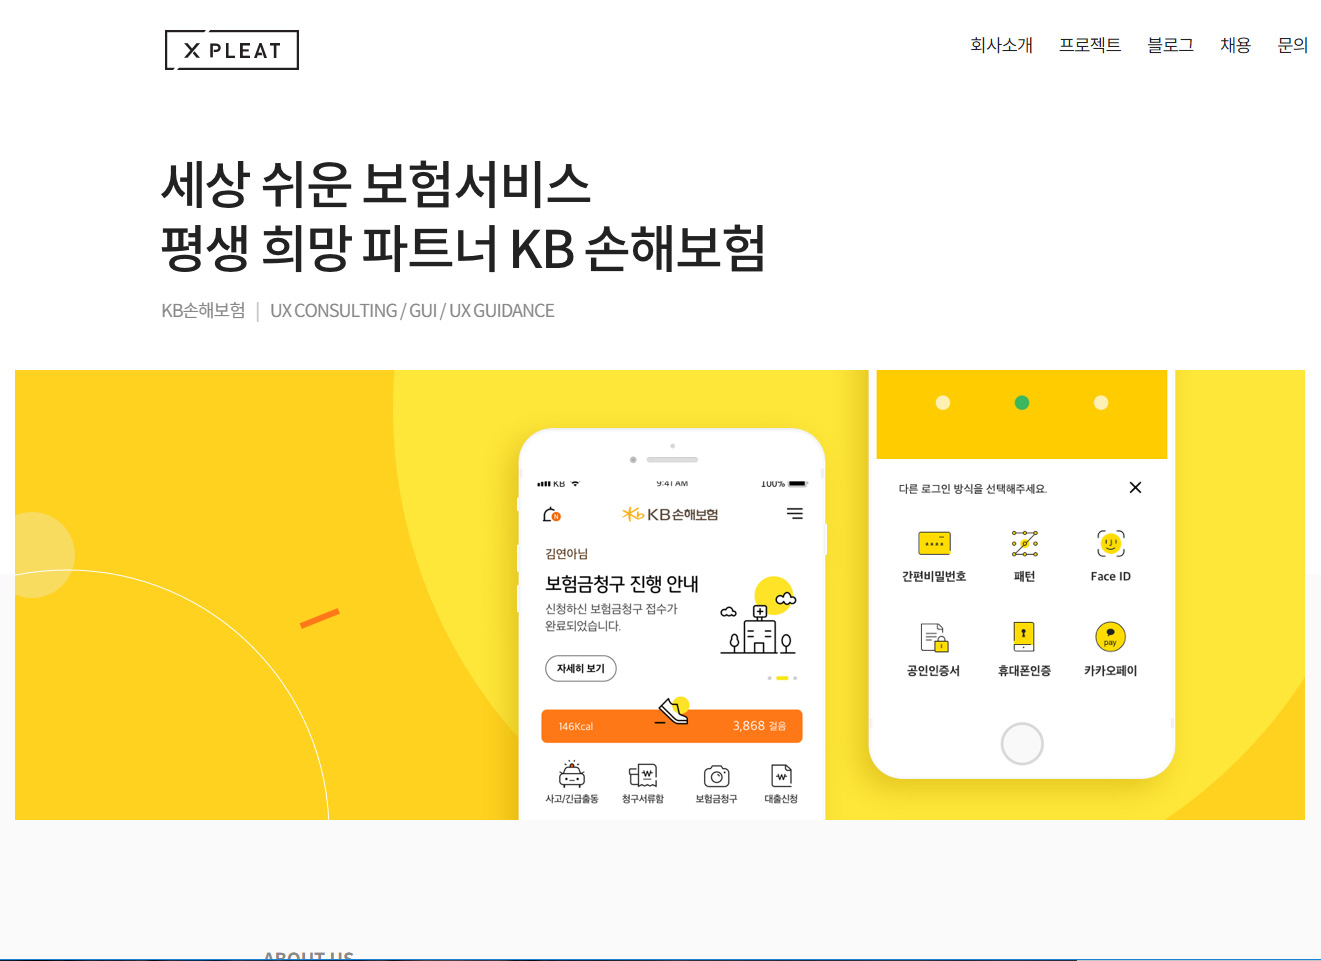 X PLEAT
회사소개 프로젝트 블로그 채용 문의
세상 쉬운 보험서비스
평생 희망 파트너 KB 손해보험
KB손해보험 | UX CONSULTING / GUI / UX GUIDANCE
KB 9:41 AM 100%
N KB손해보험
김연아님
보험금청구 진행 안내
신청하신 보험금청구 접수가
완료되었습니다.
자세히 보기
146Kcal 3,868 걸음
사고/긴급출동 청구서류함 보험금청구 대출신청
다른 로그인 방식을 선택해주세요.
간편비밀번호 패턴 Face ID
pay
공인인증서 휴대폰인증 카카오페이
ABOUT US